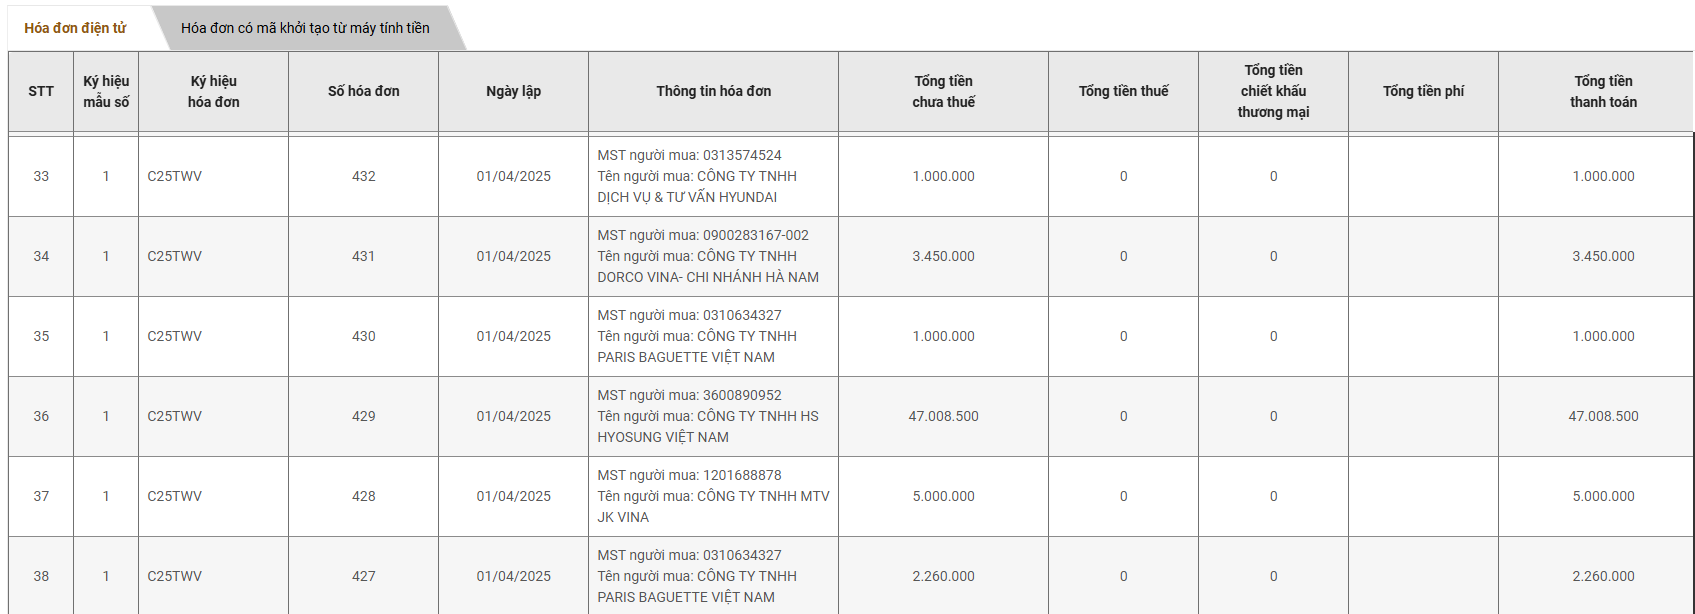 Hóa đơn điện tử
Hóa đơn có mã khởi tạo từ máy tính tiền
STT
Ký hiệu
mẫu số
Ký hiệu
hóa đơn
Số hóa đơn
Ngày lập
Thông tin hóa đơn
Tổng tiền
chưa thuế
Tổng tiền thuế
Tổng tiền
chiết khấu
thương mại
Tổng tiền phí
Tổng tiền
thanh toán
33
1
C25TWV
432
01/04/2025
MST người mua: 0313574524
Tên người mua: CÔNG TY TNHH
DỊCH VỤ & TƯ VẤN HYUNDAI
1.000.000
0
0
1.000.000
34
1
C25TWV
431
01/04/2025
MST người mua: 0900283167-002
Tên người mua: CÔNG TY TNHH
DORCO VINA- CHI NHÁNH HÀ NAM
3.450.000
0
0
3.450.000
35
1
C25TWV
430
01/04/2025
MST người mua: 0310634327
Tên người mua: CÔNG TY TNHH
PARIS BAGUETTE VIỆT NAM
1.000.000
0
0
1.000.000
36
1
C25TWV
429
01/04/2025
MST người mua: 3600890952
Tên người mua: CÔNG TY TNHH HS
HYOSUNG VIỆT NAM
47.008.500
0
0
47.008.500
37
1
C25TWV
428
01/04/2025
MST người mua: 1201688878
Tên người mua: CÔNG TY TNHH MTV
JK VINA
5.000.000
0
0
5.000.000
38
1
C25TWV
427
01/04/2025
MST người mua: 0310634327
Tên người mua: CÔNG TY TNHH
PARIS BAGUETTE VIỆT NAM
2.260.000
0
0
2.260.000